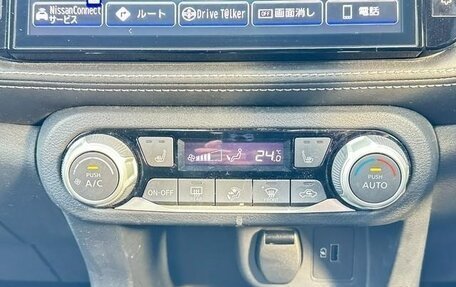 NissanConnect
サービス
ルート
Drive T@lker
画面消し
電話
PUSH
A/C
24.0
°C
PUSH
AUTO
ON·OFF